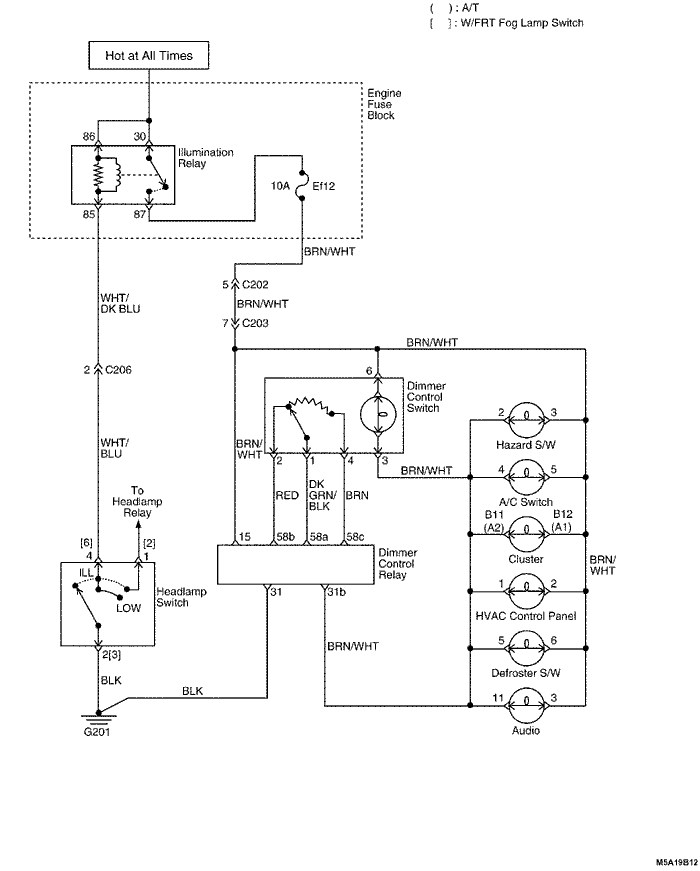 ( ) : A/T
[ ] : W/FRT Fog Lamp Switch
Hot at All Times
Engine
Fuse
Block
86
30
Illumination
Relay
10A
Ef12
85
87
BRN/WHT
5
C202
WHT/
DK BLU
BRN/WHT
7
C203
BRN/WHT
2
C206
6
Dimmer
Control
Switch
2
3
Hazard S/W
WHT/
BLU
BRN/
WHT
2
1
4
3
BRN/WHT
4
5
A/C Switch
To
Headlamp
Relay
RED
DK
GRN/
BLK
BRN
B11
(A2)
B12
(A1)
Cluster
[6]
[2]
4
1
15
58b
58a
58c
Dimmer
Control
Relay
BRN/
WHT
ILL
LOW
Headlamp
Switch
31
31b
1
2
HVAC Control Panel
2[3]
BRN/WHT
5
6
Defroster S/W
BLK
BLK
11
3
Audio
G201
M5A19B12